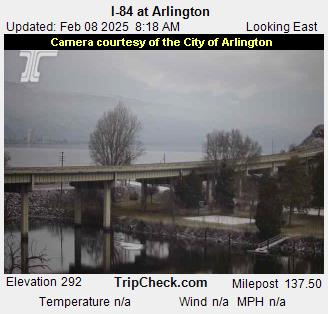 I-84 at Arlington
Updated: Feb 08 2025 8:18 AM Looking East
Camera courtesy of the City of Arlington
Elevation 292 TripCheck.com Milepost 137.50
Temperature n/a Wind n/a MPH n/a